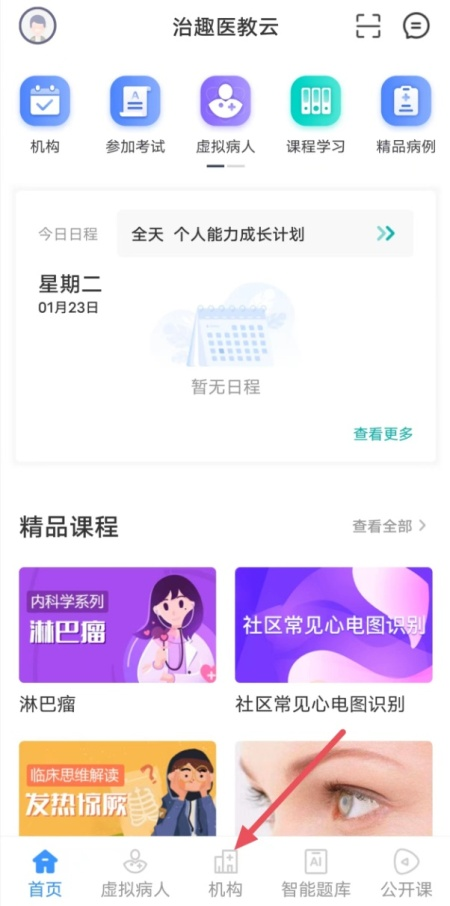 治趣医教云
机构
参加考试
虚拟病人
课程学习
精品病例
今日日程
全天 个人能力成长计划
星期二
01月23日
暂无日程
查看更多
精品课程
查看全部
内科学系列
淋巴瘤
社区常见心电图识别
淋巴瘤
社区常见心电图识别
临床思维解读
发热惊厥
首页
虚拟病人
机构
AI
智能题库
公开课